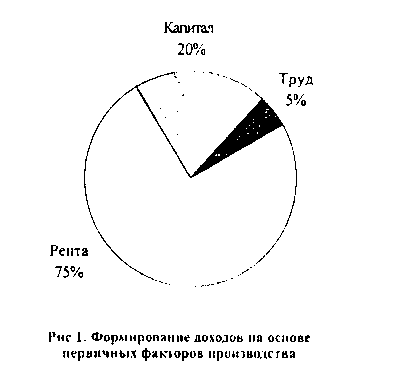 Капитал
20%
Труд
5%
Рента
75%
Рис 1. Формирование доходов на основе
первичных факторов производства